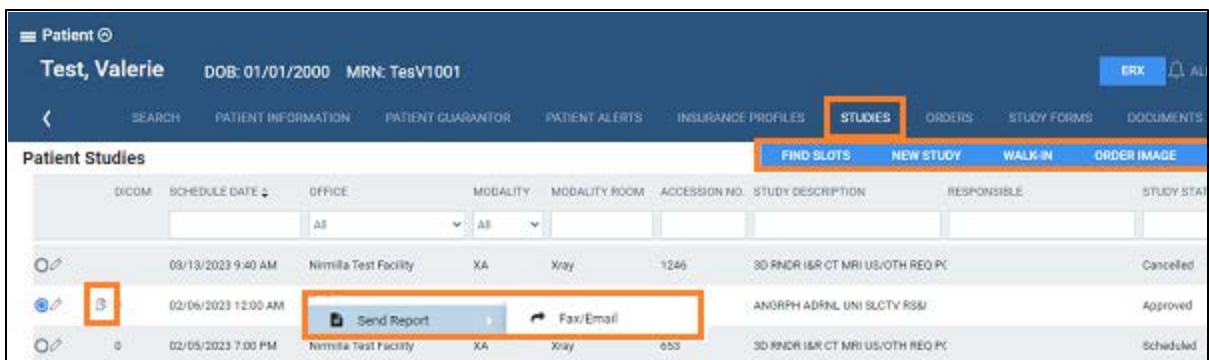 Patient
Test, Valerie DOB: 01/01/2000 MRN: TesV1001 ERX
SEARCH PATIENT INFORMATION PATIENT GUARANTOR PATIENT ALERTS INSURANCE PROFILES STUDIES ORDERS STUDY FORMS DOCUMENTS
Patient Studies FIND SLOTS NEW STUDY WALK-IN ORDER IMAGE
DICOM SCHEDULE DATE OFFICE MODALITY MODALITY ROOM ACCESSION NO. STUDY DESCRIPTION RESPONSIBLE STUDY STAT
All All
03/13/2023 9:40 AM Nirmilla Test Facility XA Xray 1246 3D RNDR I&R CT MRI US/OTH REQ PC Cancelled
02/06/2023 12:00 AM ANGRPH ADRNL UNI SLCTV RS&I Approved
Send Report Fax/Email
0 02/05/2023 7:00 PM Nirmilla Test Facility XA Xray 653 3D RNDR I&R CT MRI US/OTH REQ PC Scheduled